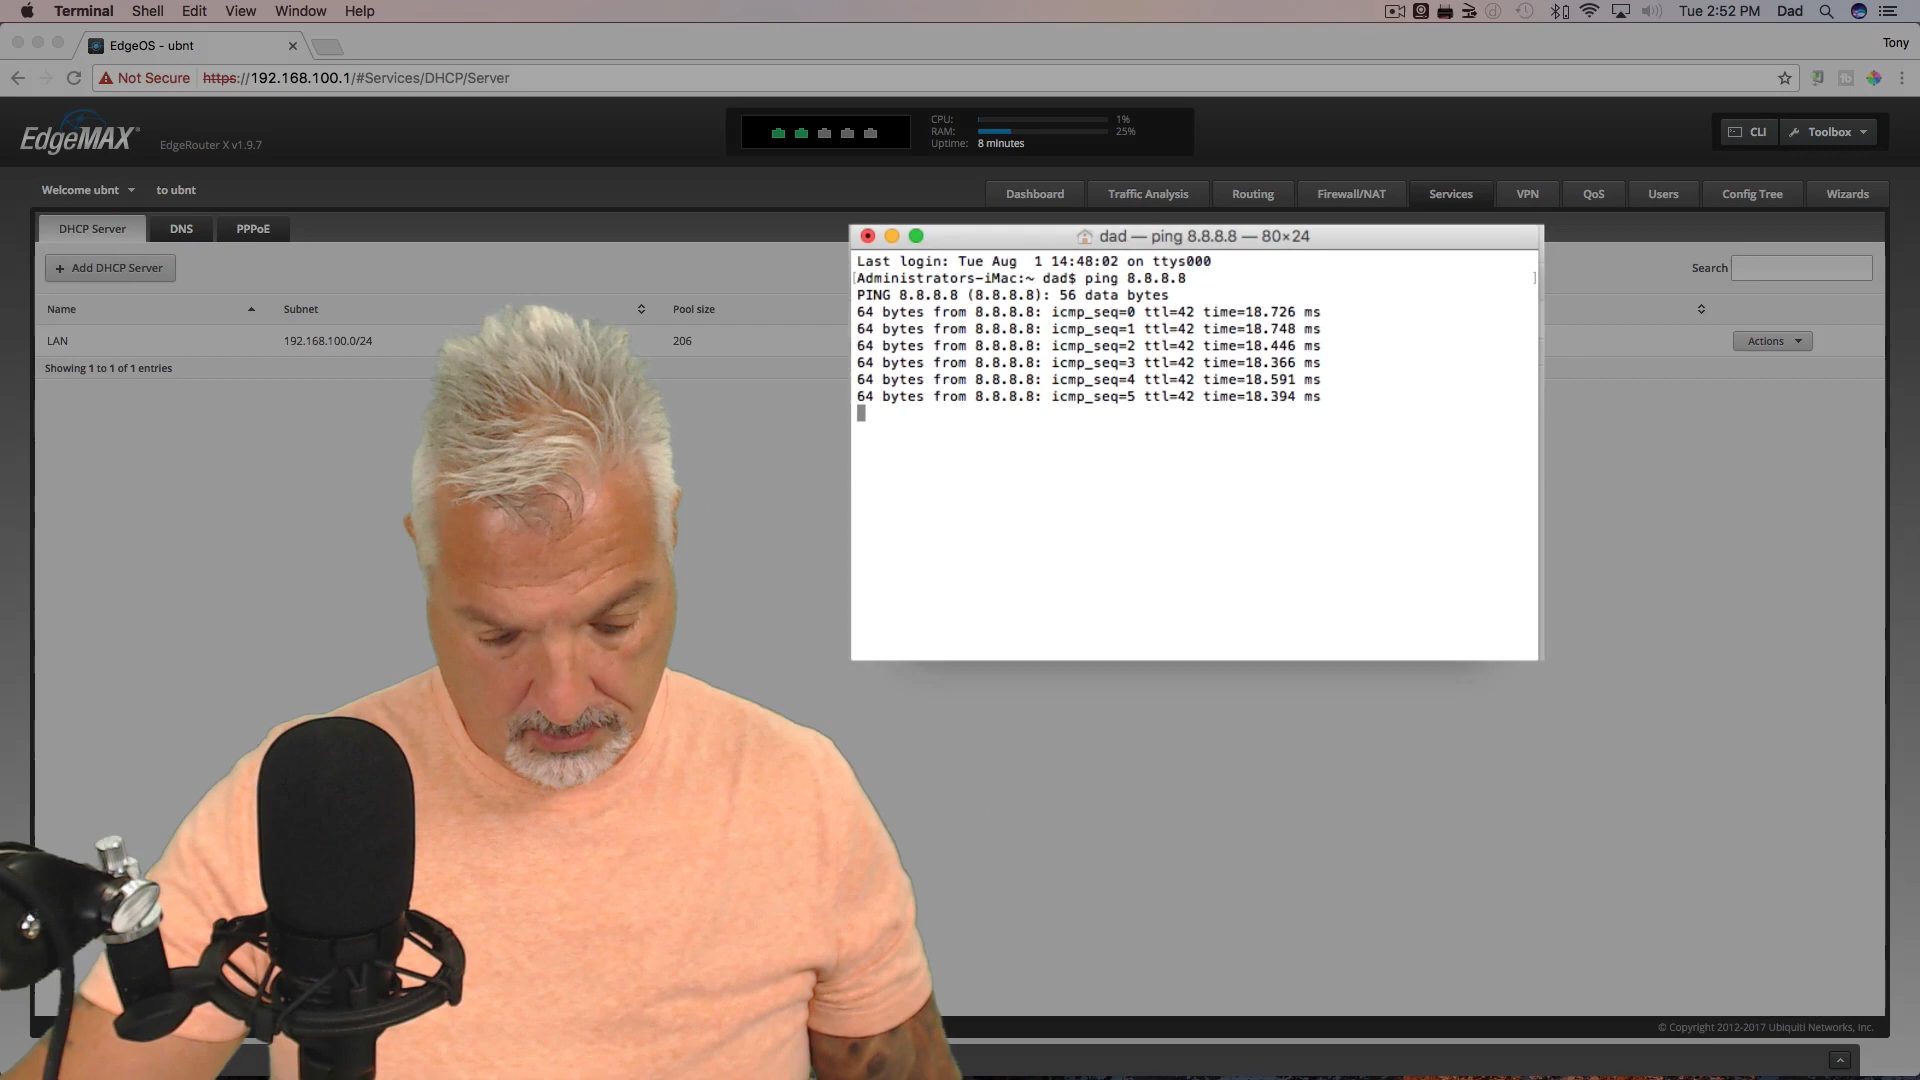 Terminal Shell Edit View Window Help Tue 2:52 PM Dad
EdgeOS - ubnt Tony
Not Secure https://192.168.100.1/#Services/DHCP/Server
EdgeMAX EdgeRouter X v1.9.7
CPU: 1%
RAM: 25%
Uptime: 8 minutes
CLI Toolbox
Welcome ubnt to ubnt
Dashboard Traffic Analysis Routing Firewall/NAT Services VPN QoS Users Config Tree Wizards
DHCP Server DNS PPPoE
+ Add DHCP Server
Search
Name Subnet Pool size
LAN 192.168.100.0/24 206 Actions
Showing 1 to 1 of 1 entries
dad — ping 8.8.8.8 — 80×24
Last login: Tue Aug  1 14:48:02 on ttys000
[Administrators-iMac:~ dad$ ping 8.8.8.8 ]
PING 8.8.8.8 (8.8.8.8): 56 data bytes
64 bytes from 8.8.8.8: icmp_seq=0 ttl=42 time=18.726 ms
64 bytes from 8.8.8.8: icmp_seq=1 ttl=42 time=18.748 ms
64 bytes from 8.8.8.8: icmp_seq=2 ttl=42 time=18.446 ms
64 bytes from 8.8.8.8: icmp_seq=3 ttl=42 time=18.366 ms
64 bytes from 8.8.8.8: icmp_seq=4 ttl=42 time=18.591 ms
64 bytes from 8.8.8.8: icmp_seq=5 ttl=42 time=18.394 ms
© Copyright 2012-2017 Ubiquiti Networks, Inc.